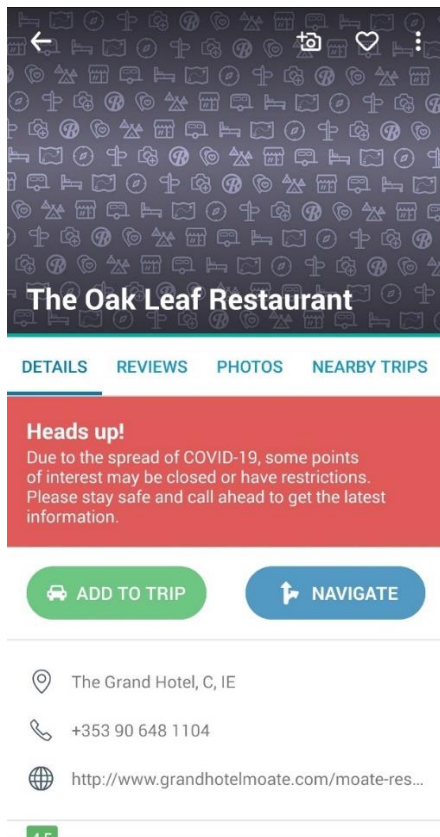 The Oak Leaf Restaurant
DETAILS REVIEWS PHOTOS NEARBY TRIPS
Heads up!
Due to the spread of COVID-19, some points
of interest may be closed or have restrictions.
Please stay safe and call ahead to get the latest
information.
ADD TO TRIP NAVIGATE
The Grand Hotel, C, IE
+353 90 648 1104
http://www.grandhotelmoate.com/moate-res...